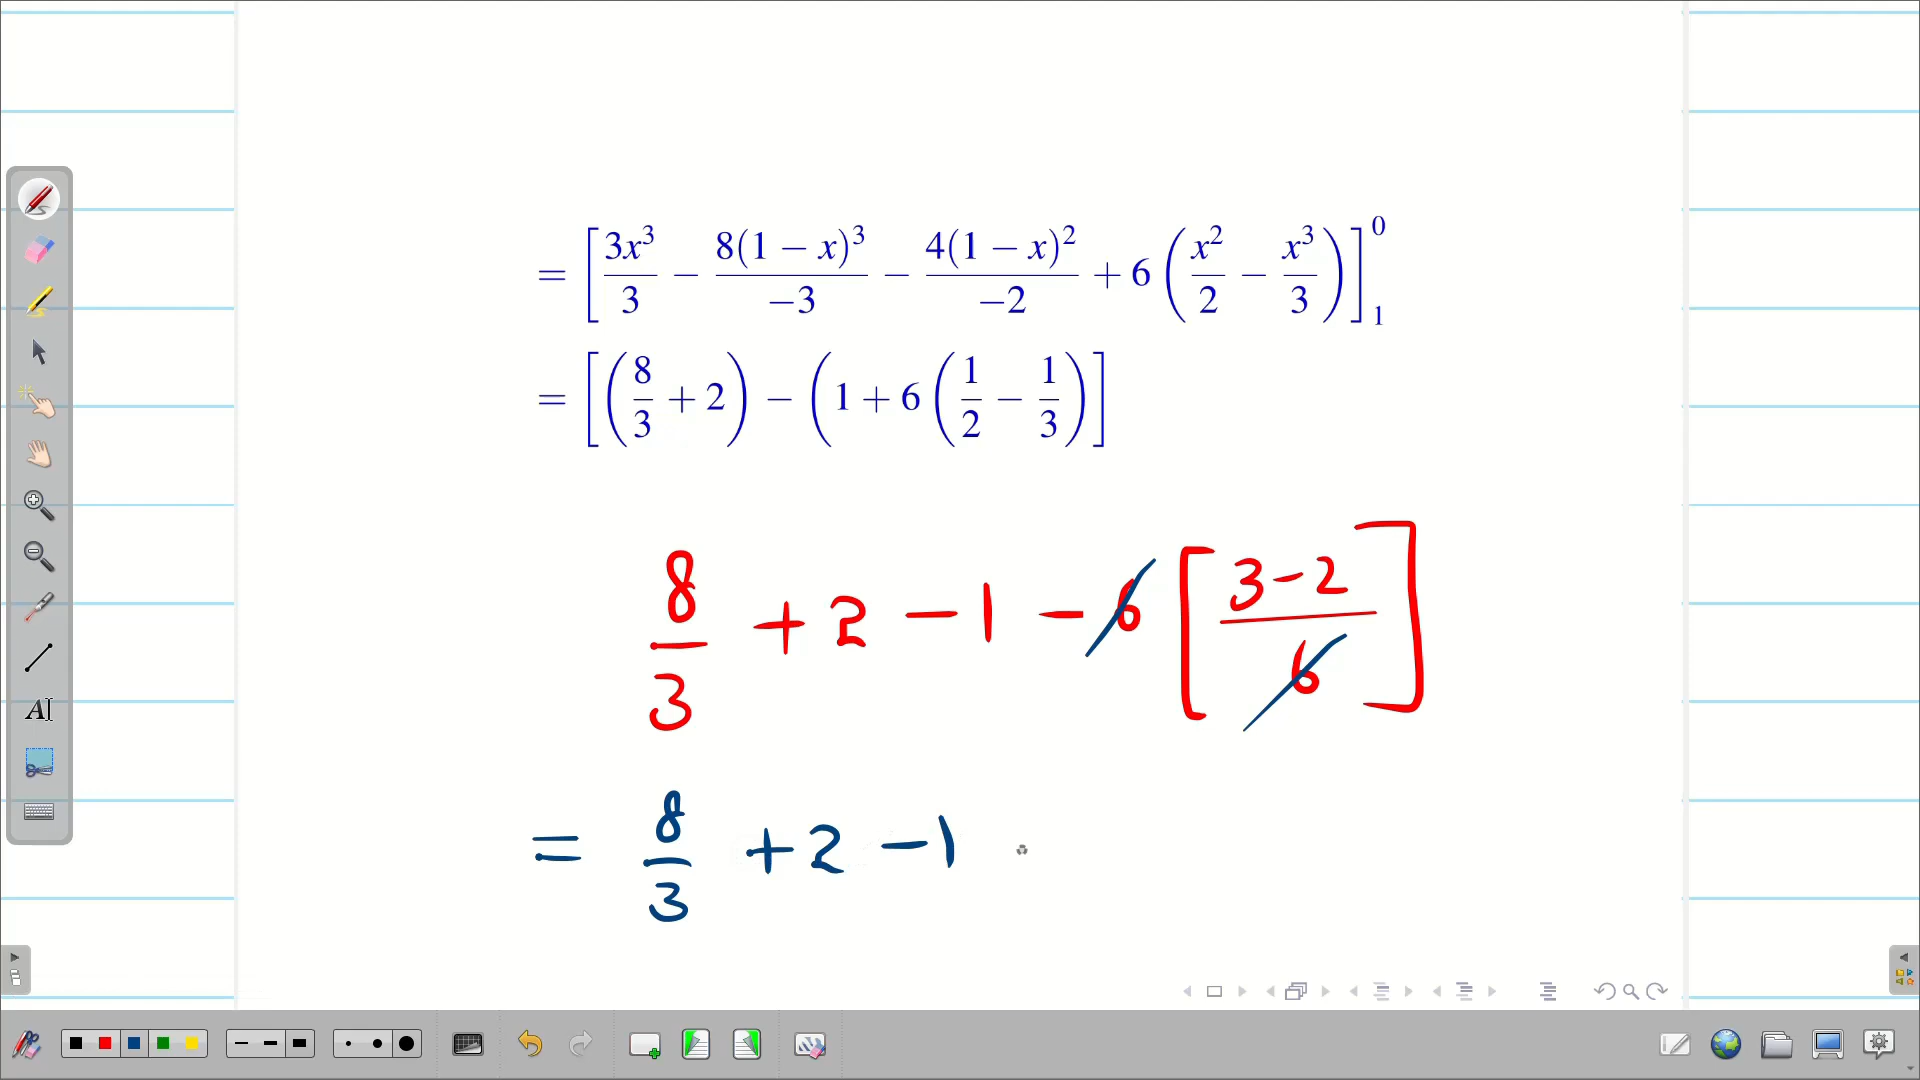 = [3x³/3 − 8(1 − x)³/−3 − 4(1 − x)²/−2 + 6(x²/2 − x³/3)]₁⁰
= [(8/3 + 2) − (1 + 6(1/2 − 1/3)]
8/3 + 2 − 1 − 6[3−2/6]
= 8/3 + 2 − 1